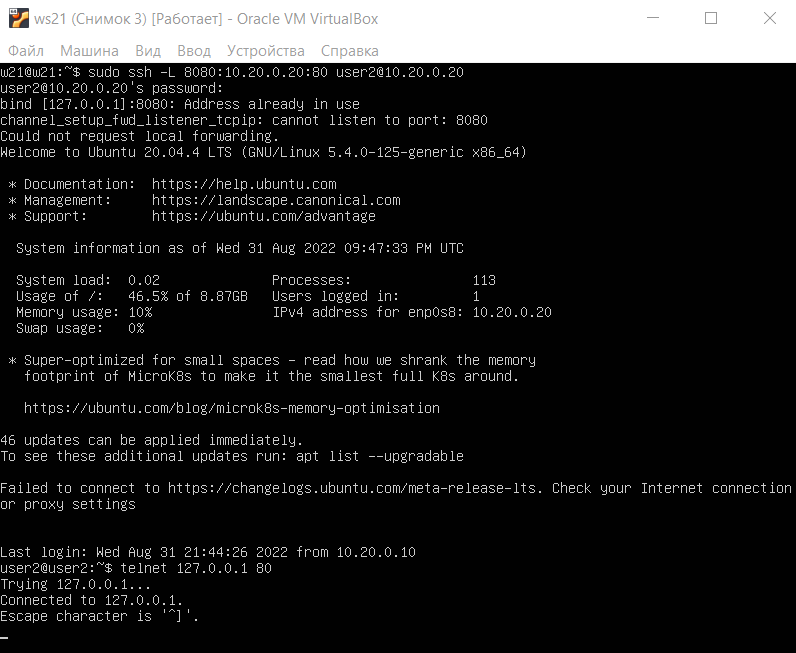 ws21 (Снимок 3) [Работает] - Oracle VM VirtualBox
Файл Машина Вид Ввод Устройства Справка
w21@w21:~$ sudo ssh -L 8080:10.20.0.20:80 user2@10.20.0.20
user2@10.20.0.20's password:
bind [127.0.0.1]:8080: Address already in use
channel_setup_fwd_listener_tcpip: cannot listen to port: 8080
Could not request local forwarding.
Welcome to Ubuntu 20.04.4 LTS (GNU/Linux 5.4.0-125-generic x86_64)
* Documentation: https://help.ubuntu.com
* Management: https://landscape.canonical.com
* Support: https://ubuntu.com/advantage
System information as of Wed 31 Aug 2022 09:47:33 PM UTC
System load: 0.02 Processes: 113
Usage of /: 46.5% of 8.87GB Users logged in: 1
Memory usage: 10% IPv4 address for enp0s8: 10.20.0.20
Swap usage: 0%
* Super-optimized for small spaces - read how we shrank the memory
footprint of MicroK8s to make it the smallest full K8s around.
https://ubuntu.com/blog/microk8s-memory-optimisation
46 updates can be applied immediately.
To see these additional updates run: apt list --upgradable
Failed to connect to https://changelogs.ubuntu.com/meta-release-lts. Check your Internet connection
or proxy settings
Last login: Wed Aug 31 21:44:26 2022 from 10.20.0.10
user2@user2:~$ telnet 127.0.0.1 80
Trying 127.0.0.1...
Connected to 127.0.0.1.
Escape character is '^]'.